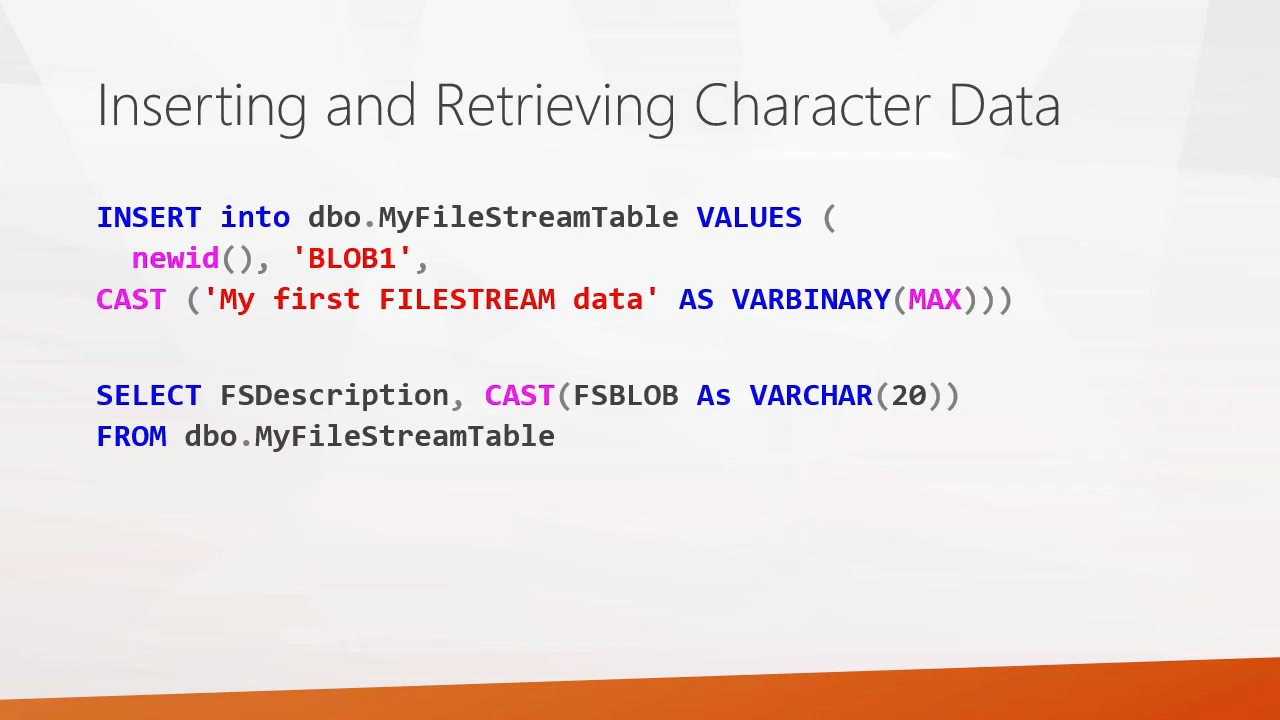 Inserting and Retrieving Character Data
INSERT into dbo.MyFileStreamTable VALUES (
newid(), 'BLOB1',
CAST ('My first FILESTREAM data' AS VARBINARY(MAX)))
SELECT FSDescription, CAST(FSBLOB As VARCHAR(20))
FROM dbo.MyFileStreamTable